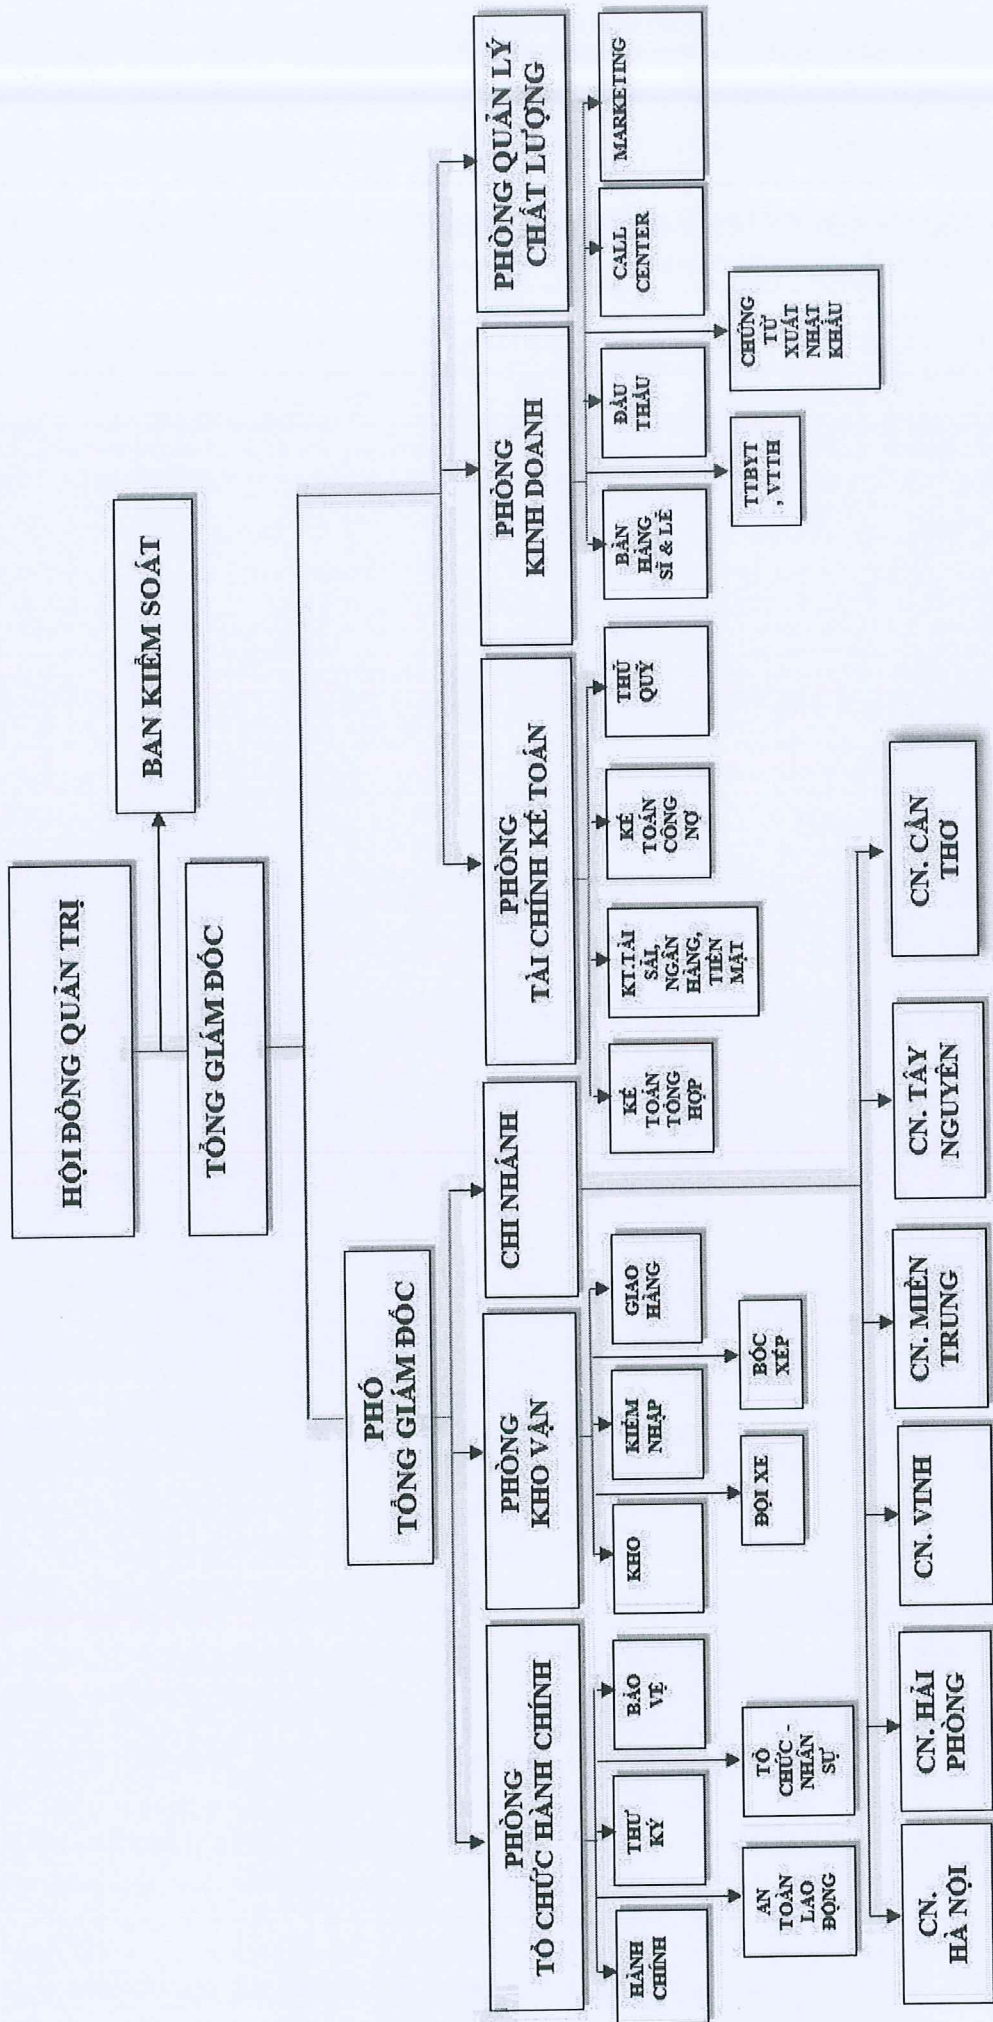 HỘI ĐỒNG QUẢN TRỊ
BAN KIỂM SOÁT
TỔNG GIÁM ĐỐC
PHÓ
TỔNG GIÁM ĐỐC
PHÒNG
TỔ CHỨC HÀNH CHÍNH
PHÒNG
KHO VẬN
CHI NHÁNH
PHÒNG
TÀI CHÍNH KẾ TOÁN
PHÒNG
KINH DOANH
PHÒNG QUẢN LÝ
CHẤT LƯỢNG
HÀNH
CHÍNH
THƯ
KÝ
BẢO
VỆ
KHO
KIỂM
NHẬP
GIAO
HÀNG
KẾ
TOÁN
TỔNG
HỢP
KT.TÀI
SẢI,
NGÂN
HÀNG,
TIỀN
MẶT
KẾ
TOÁN
CÔNG
NỢ
THỦ
QUỸ
BÁN
HÀNG
SỈ & LẺ
ĐẤU
THẦU
CALL
CENTER
MARKETING
AN
TOÀN
LAO
ĐỘNG
TỔ
CHỨC -
NHÂN
SỰ
ĐỘI XE
BỐC
XẾP
TTBYT
, VTTH
CHỨNG
TỪ
XUẤT
NHẤT
KHẨU
CN.
HÀ NỘI
CN. HẢI
PHÒNG
CN. VINH
CN. MIỀN
TRUNG
CN. TÂY
NGUYÊN
CN. CẦN
THƠ